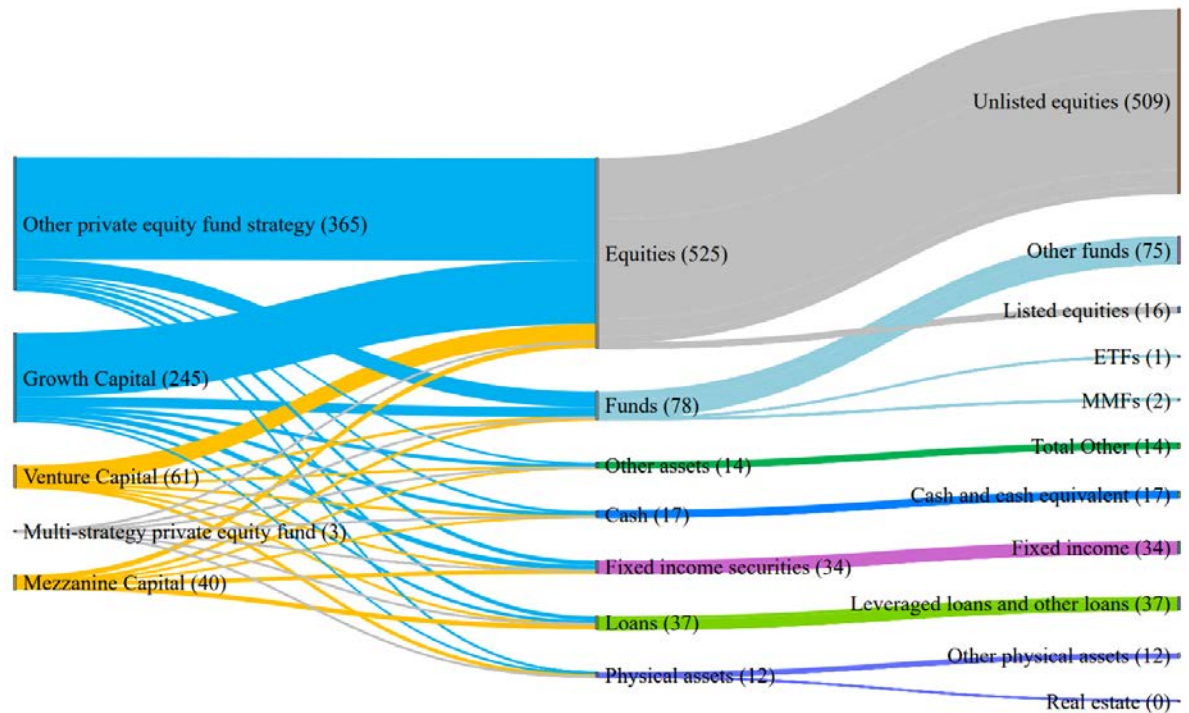 Other private equity fund strategy (365)
Growth Capital (245)
Venture Capital (61)
Multi-strategy private equity fund (3)
Mezzanine Capital (40)
Equities (525)
Funds (78)
Other assets (14)
Cash (17)
Fixed income securities (34)
Loans (37)
Physical assets (12)
Unlisted equities (509)
Other funds (75)
Listed equities (16)
ETFs (1)
MMFs (2)
Total Other (14)
Cash and cash equivalent (17)
Fixed income (34)
Leveraged loans and other loans (37)
Other physical assets (12)
Real estate (0)